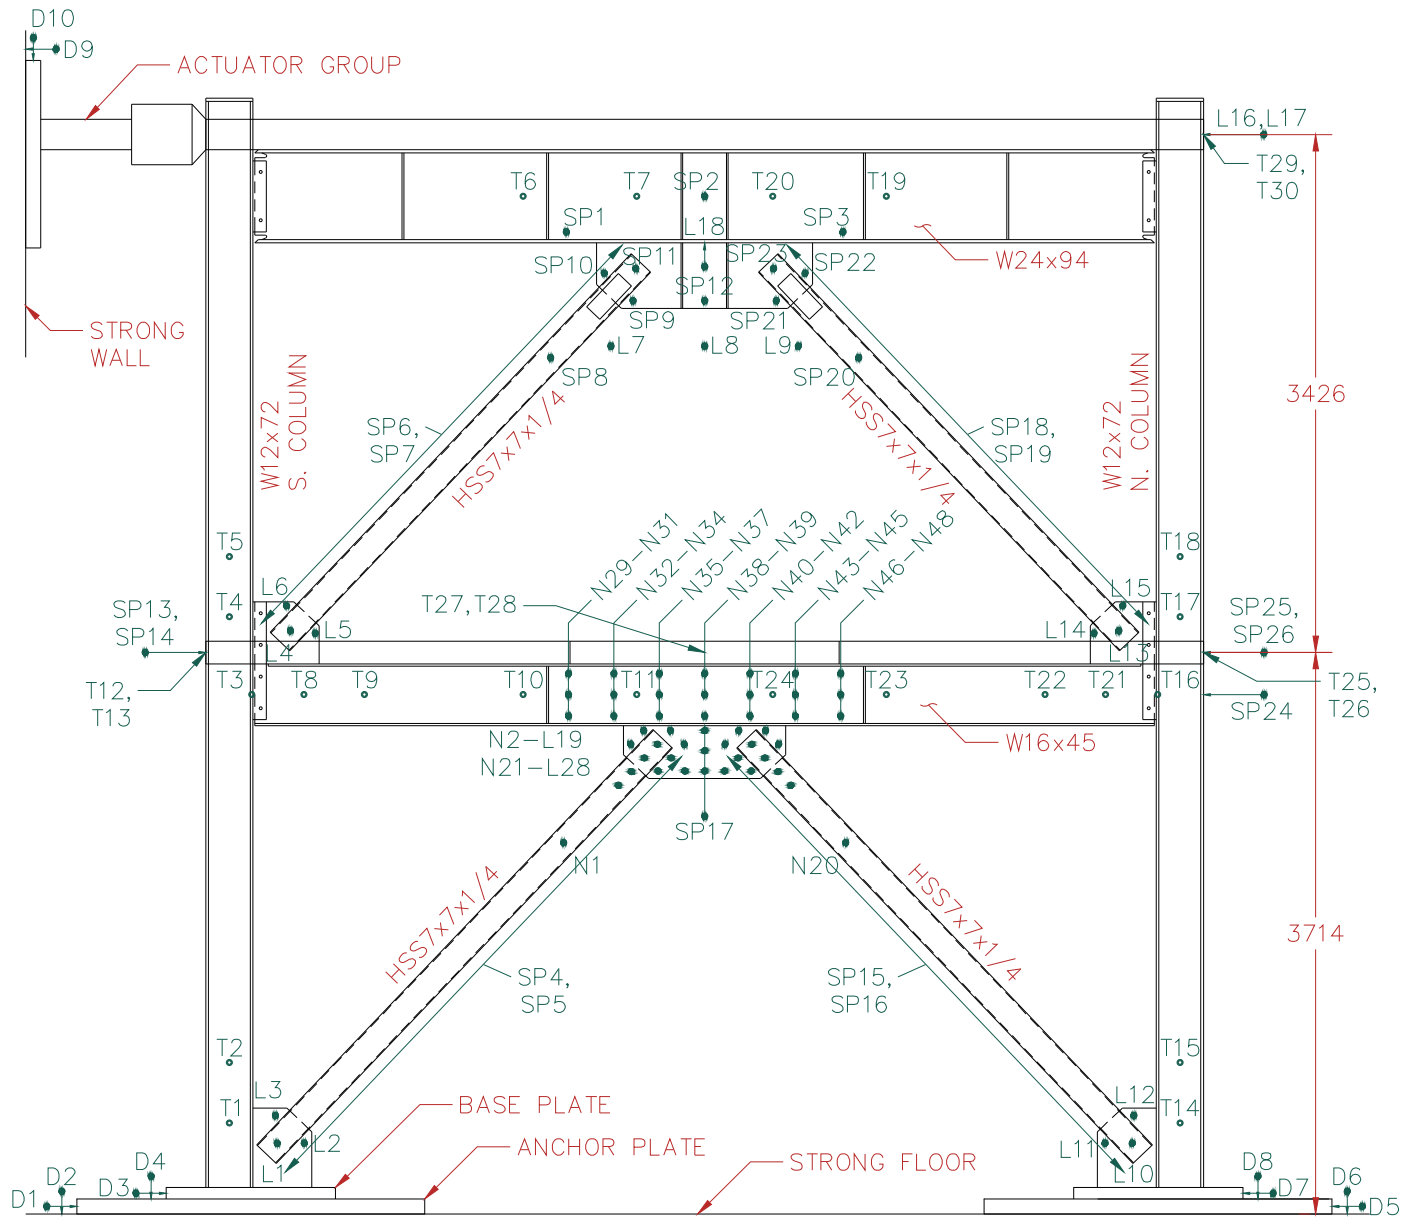 D10
D9
ACTUATOR GROUP
L16,L17
T29,
T30
T6
T7
SP2
T20
T19
SP1
L18
SP3
W24x94
SP10
SP11
SP12
SP23
SP22
SP9
SP21
STRONG
WALL
L7
L8
L9
SP8
SP20
W12x72
S. COLUMN
HSS7x7x1/4
HSS7x7x1/4
W12x72
N. COLUMN
3426
SP6,
SP7
SP18,
SP19
N29-N31
N32-N34
N35-N37
N38-N39
N40-N42
N43-N45
N46-N48
T5
T18
T4
L6
T27,T28
L15
T17
SP13,
SP14
L5
L4
L14
L13
SP25,
SP26
T12,
T13
T3
T8
T9
T10
T11
T24
T23
T22
T21
T16
SP24
T25,
T26
N2-L19
N21-L28
W16x45
SP17
N1
N20
HSS7x7x1/4
HSS7x7x1/4
3714
SP4,
SP5
SP15,
SP16
T2
T15
T1
L3
L2
L1
BASE PLATE
ANCHOR PLATE
STRONG FLOOR
L12
L11
L10
T14
D1
D2
D3
D4
D8
D7
D6
D5